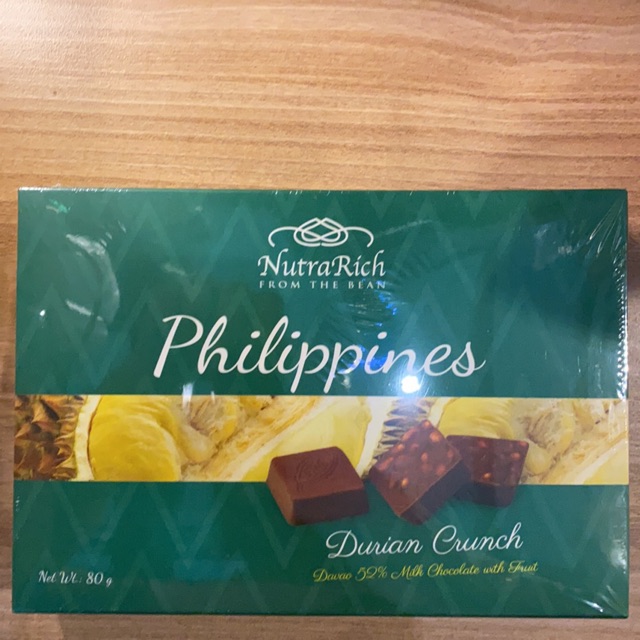 NutraRich
FROM THE BEAN
Philippines
Durian Crunch
Davao 52% Milk Chocolate with Fruit
Net Wt.: 80 g